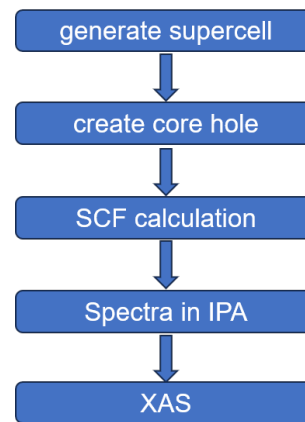 generate supercell
create core hole
SCF calculation
Spectra in IPA
XAS